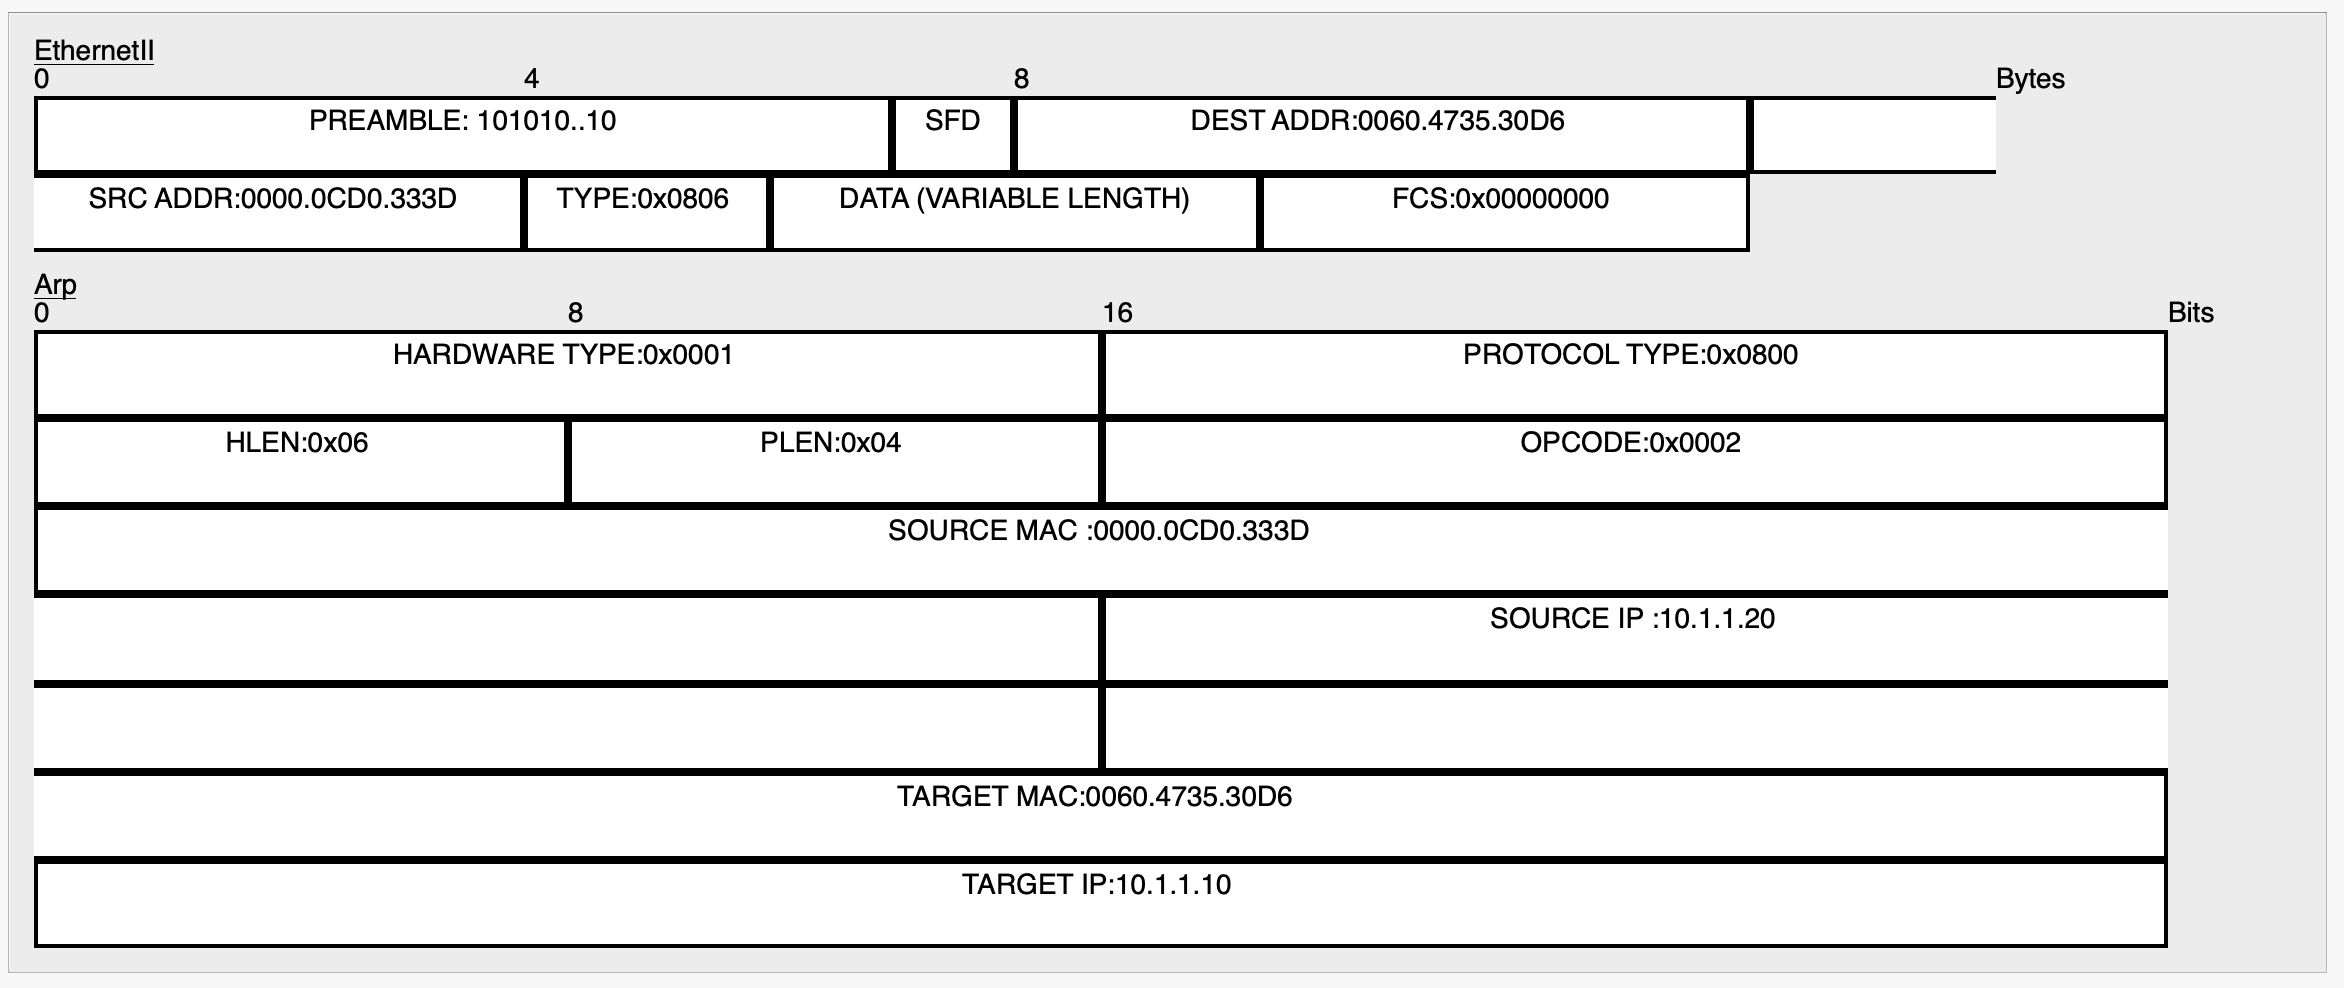 EthernetII
0 4 8 Bytes
PREAMBLE: 101010..10 SFD DEST ADDR:0060.4735.30D6
SRC ADDR:0000.0CD0.333D TYPE:0x0806 DATA (VARIABLE LENGTH) FCS:0x00000000
Arp
0 8 16 Bits
HARDWARE TYPE:0x0001 PROTOCOL TYPE:0x0800
HLEN:0x06 PLEN:0x04 OPCODE:0x0002
SOURCE MAC :0000.0CD0.333D
SOURCE IP :10.1.1.20
TARGET MAC:0060.4735.30D6
TARGET IP:10.1.1.10